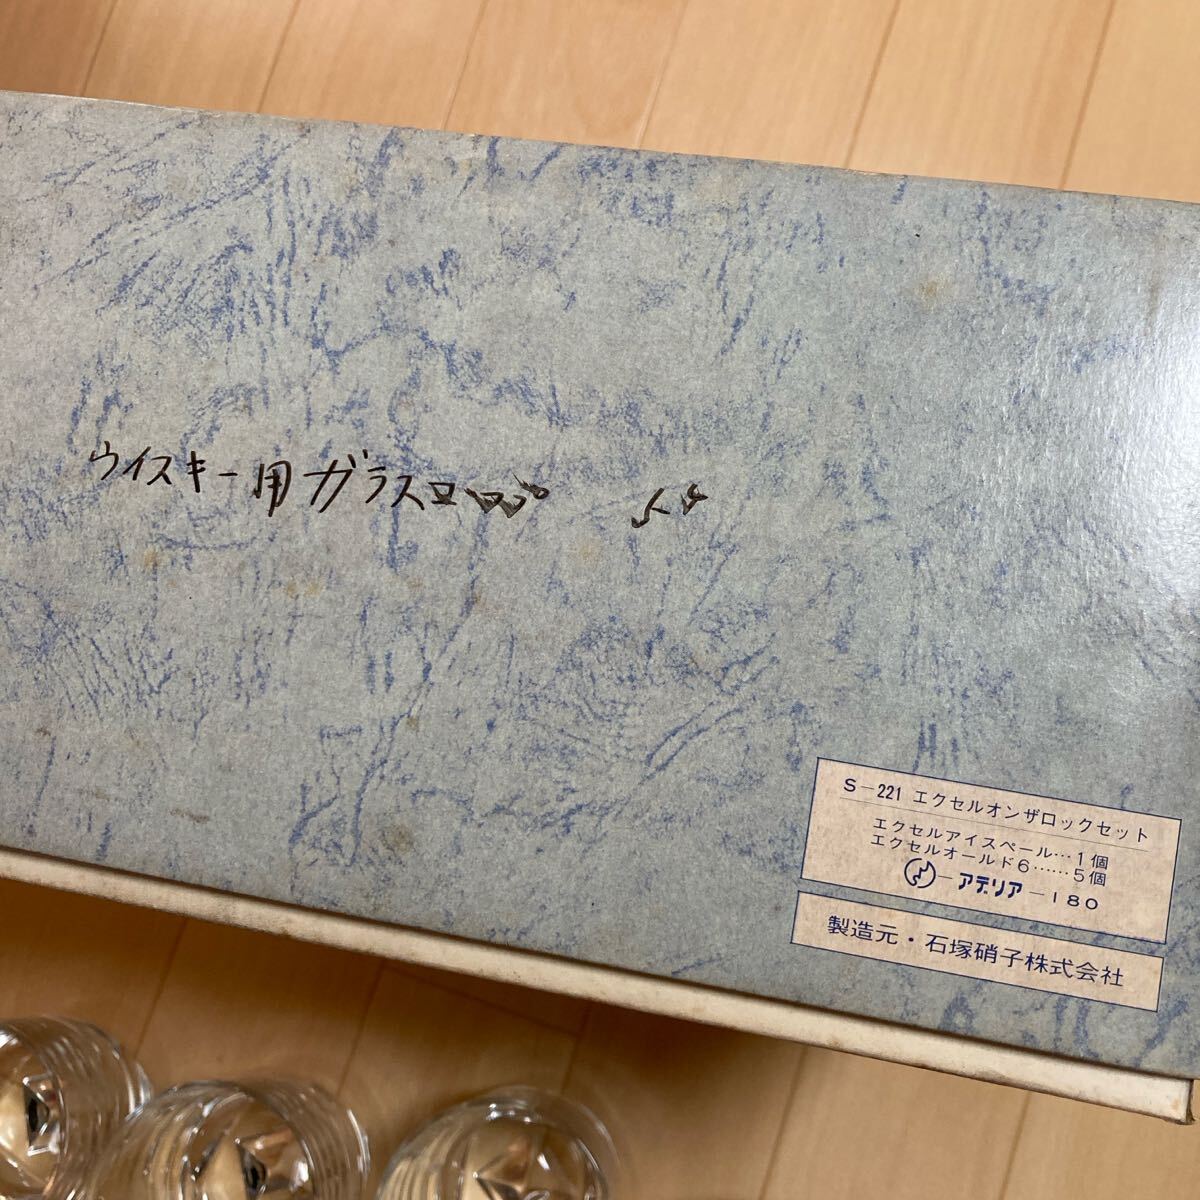 ウイスキー用ガラスコップ
S-221 エクセルオンザロックセット
エクセルアイスペール…1個
エクセルオールド6……5個
アデリア-180
製造元・石塚硝子株式会社